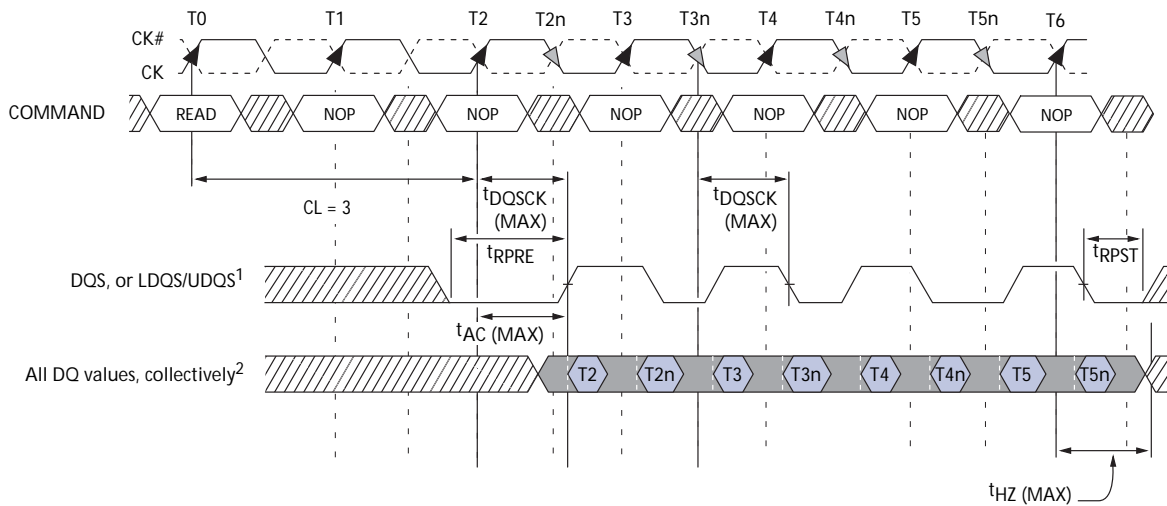 T0 T1 T2 T2n T3 T3n T4 T4n T5 T5n T6
CK#
CK
COMMAND READ NOP NOP NOP NOP NOP NOP
CL = 3
tDQSCK
(MAX)
tDQSCK
(MAX)
tRPRE
tRPST
DQS, or LDQS/UDQS1
tAC (MAX)
All DQ values, collectively2 T2 T2n T3 T3n T4 T4n T5 T5n
tHZ (MAX)